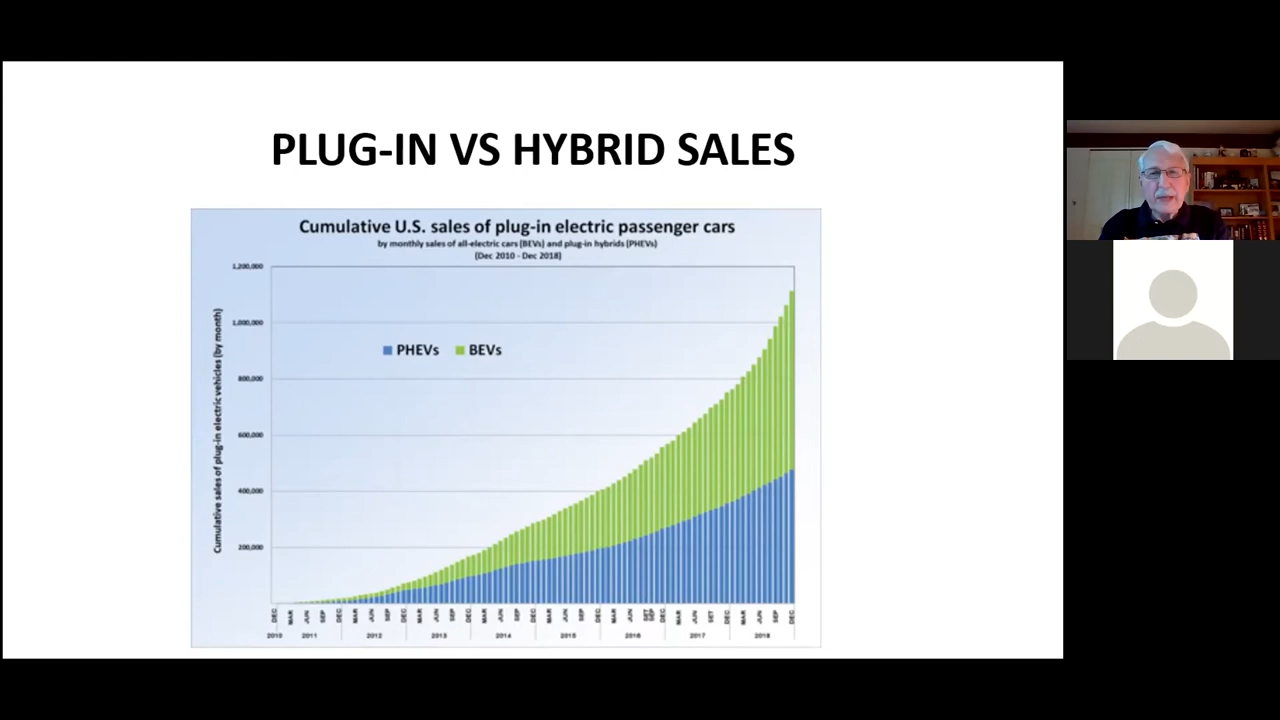 PLUG-IN VS HYBRID SALES
Cumulative U.S. sales of plug-in electric passenger cars
by monthly sales of all-electric cars (BEVs) and plug-in hybrids (PHEVs)
(Dec 2010 - Dec 2018)
Cumulative sales of plug-in electric vehicles (by month)
1,200,000
1,000,000
800,000
600,000
400,000
200,000
PHEVs BEVs
DEC MAR JUN SEP DEC MAR JUN SEP DEC MAR JUN SEP DEC MAR JUN SEP DEC MAR JUN SEP DEC MAR JUN SET SEP DEC MAR JUN SET DEC MAR JUN SEP DEC
2010 2011 2012 2013 2014 2015 2016 2017 2018